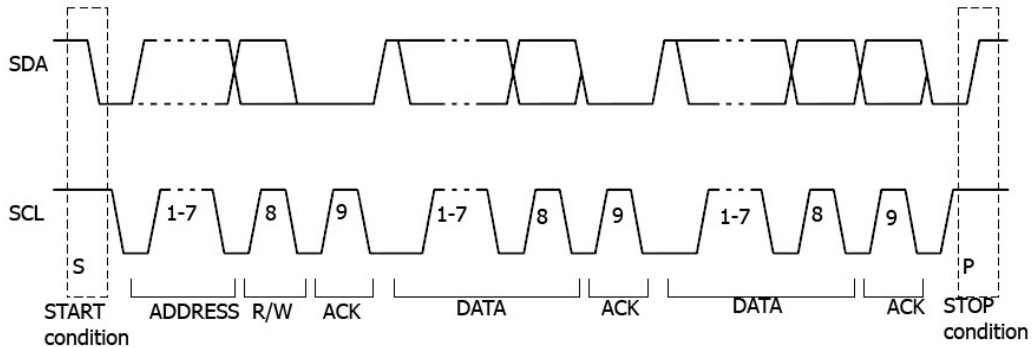 SDA
SCL
1-7 8 9 1-7 8 9 1-7 8 9
S P
START condition
ADDRESS R/W ACK DATA ACK DATA ACK
STOP condition